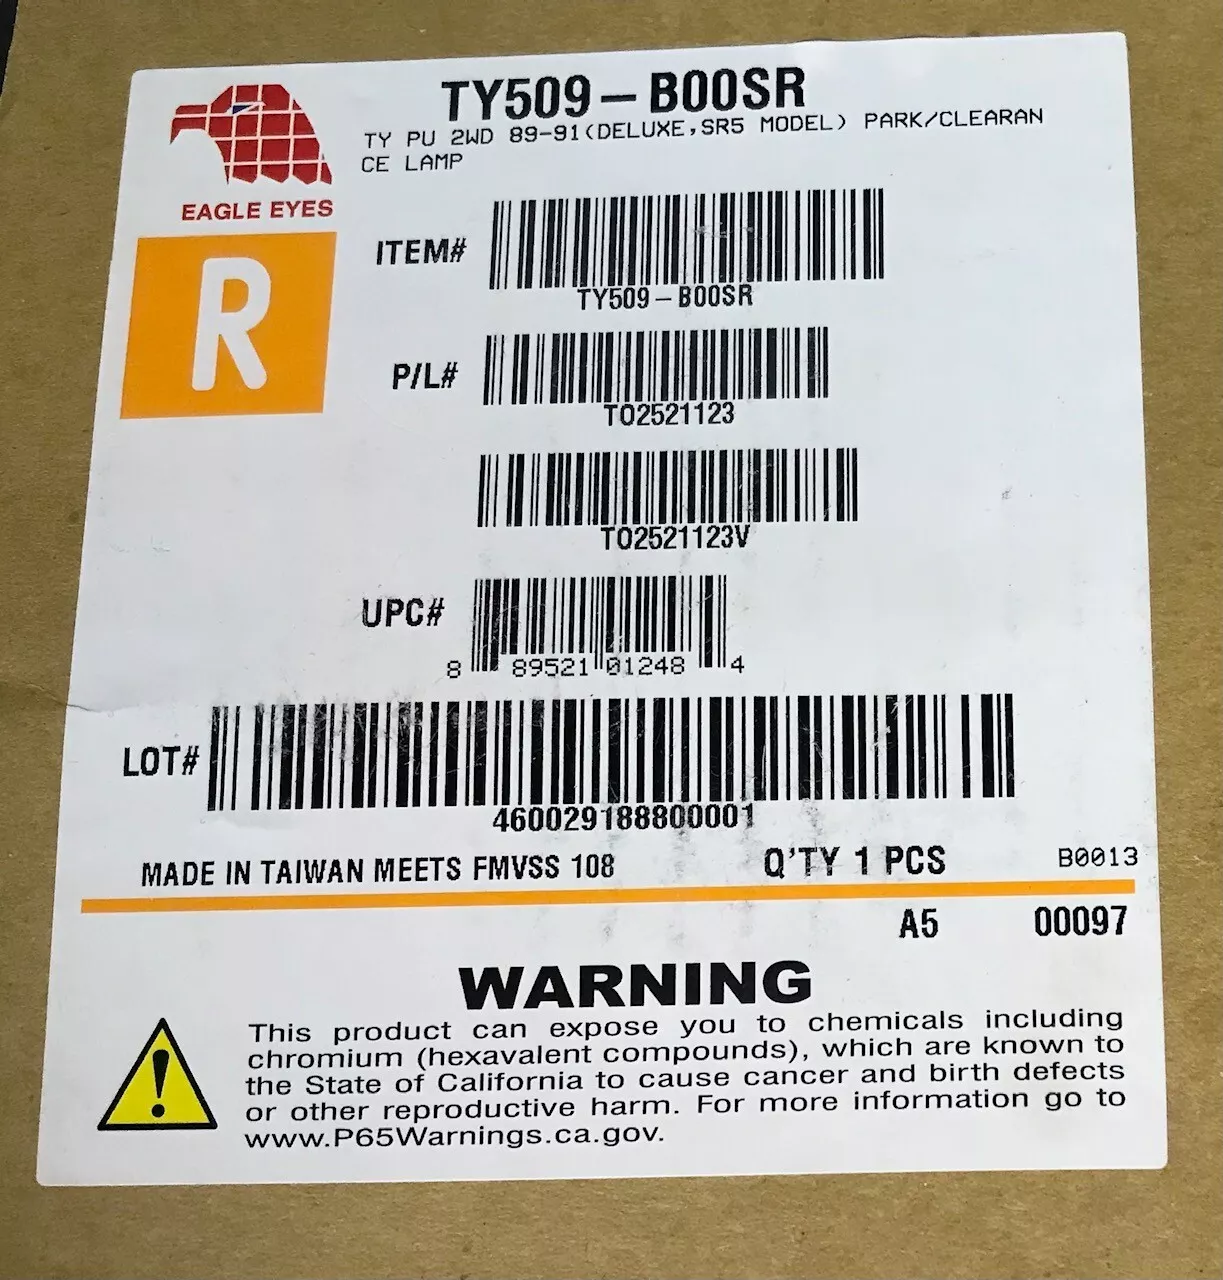 TY509-B00SR
TY PU 2WD 89-91(DELUXE,SR5 MODEL) PARK/CLEARAN
CE LAMP
EAGLE EYES
R
ITEM#
TY509-B00SR
P/L#
TO2521123
TO2521123V
UPC#
8 89521 01248 4
LOT#
460029188800001
MADE IN TAIWAN MEETS FMVSS 108 Q'TY 1 PCS B0013
A5 00097
WARNING
This product can expose you to chemicals including
chromium (hexavalent compounds), which are known to
the State of California to cause cancer and birth defects
or other reproductive harm. For more information go to
www.P65Warnings.ca.gov.